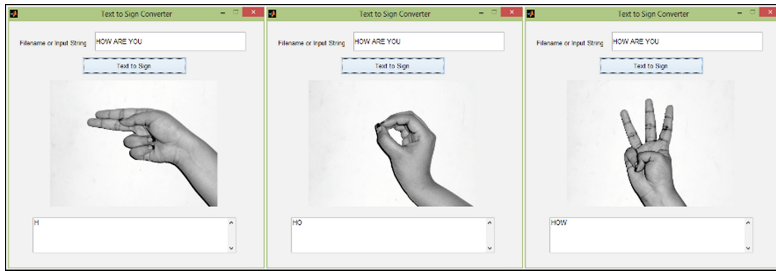 Text to Sign Converter
Filename or Input String
HOW ARE YOU
Text to Sign
H
Text to Sign Converter
Filename or Input String
HOW ARE YOU
Text to Sign
HO
Text to Sign Converter
Filename or Input String
HOW ARE YOU
Text to Sign
HOW